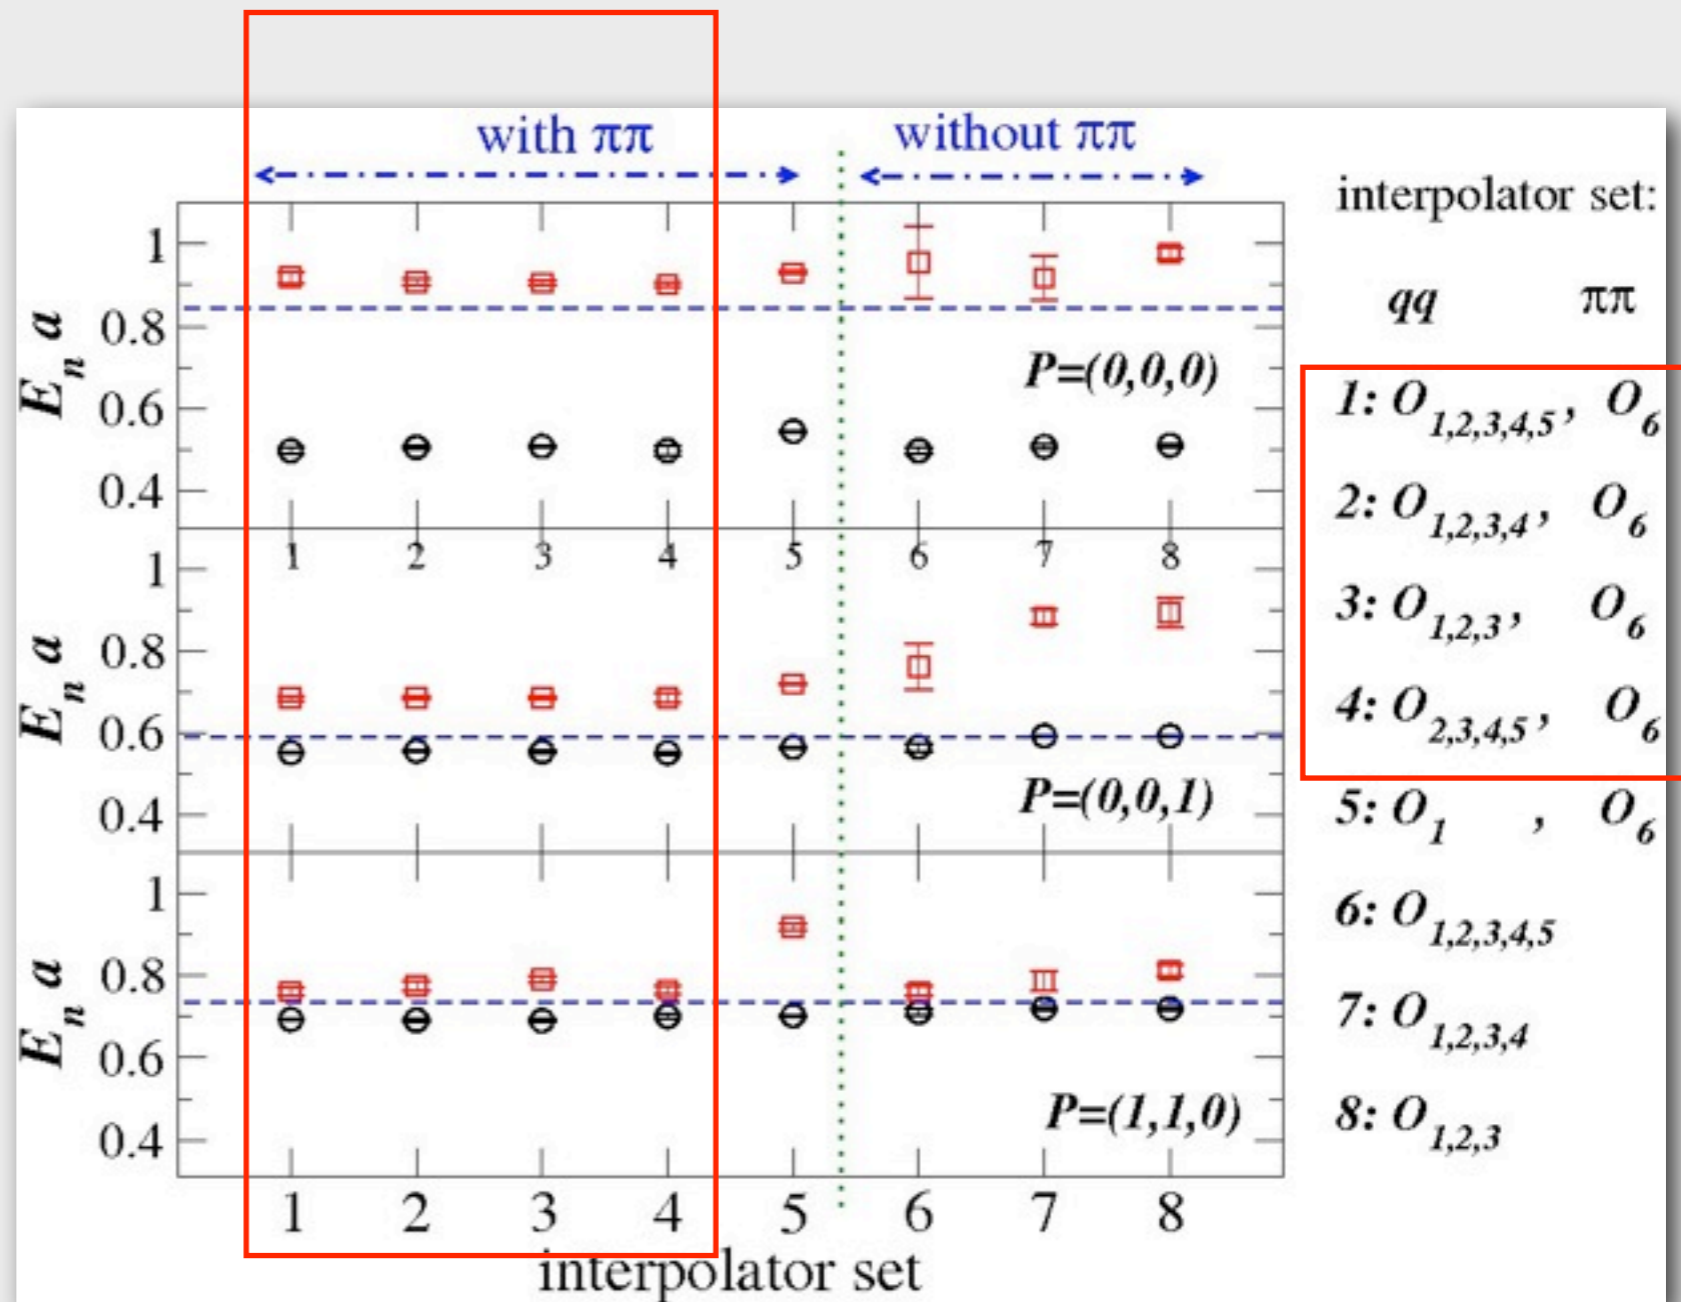 with ππ
without ππ
1
0.8
0.6
0.4
E_n a
P=(0,0,0)
1 2 3 4 5 6 7 8
1
0.8
0.6
0.4
E_n a
P=(0,0,1)
1
0.8
0.6
0.4
E_n a
P=(1,1,0)
1 2 3 4 5 6 7 8
interpolator set
interpolator set:
qq ππ
1: O_1,2,3,4,5, O_6
2: O_1,2,3,4, O_6
3: O_1,2,3, O_6
4: O_2,3,4,5, O_6
5: O_1 , O_6
6: O_1,2,3,4,5
7: O_1,2,3,4
8: O_1,2,3